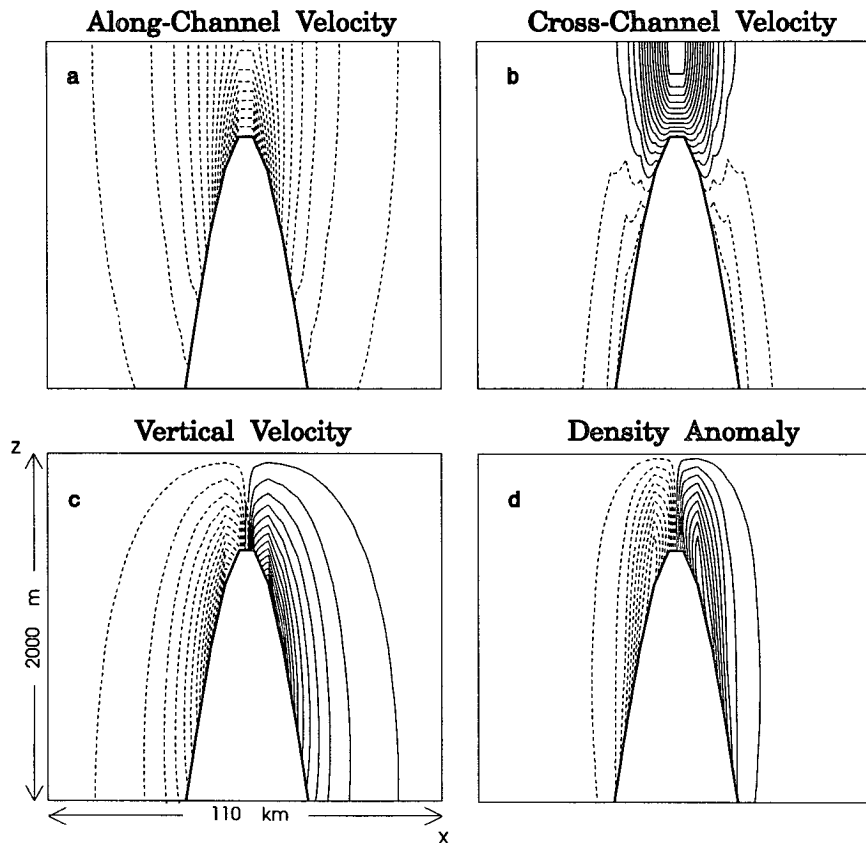 Along-Channel Velocity
Cross-Channel Velocity
a
b
Vertical Velocity
Density Anomaly
z
c
d
2000 m
110 km
x